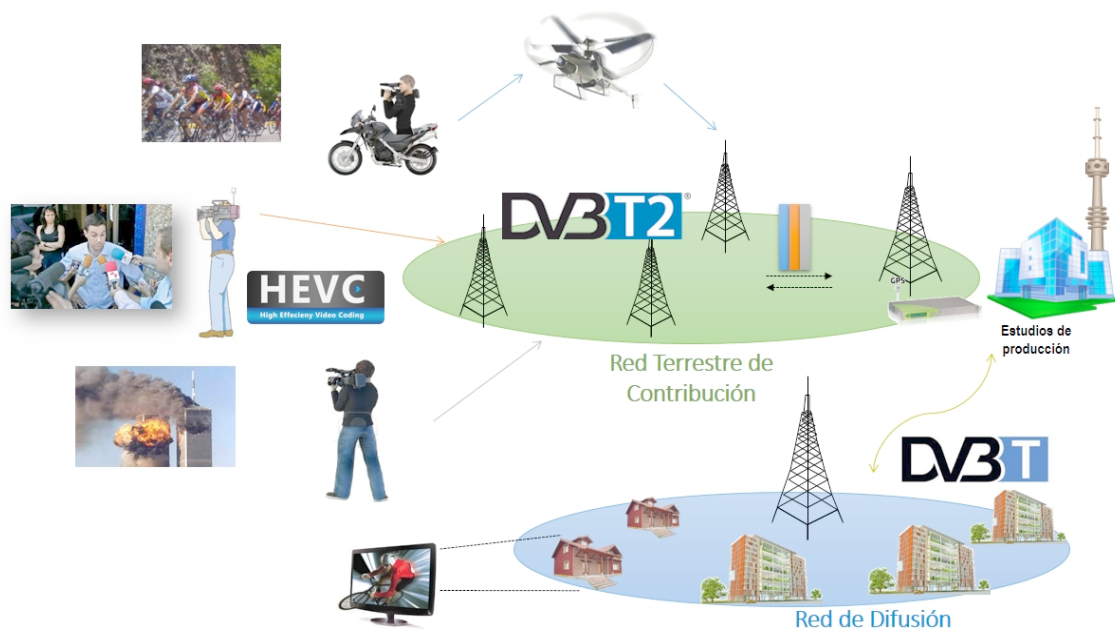 DVB T2®
HEVC
High Effecieny Video Coding
GPS
Estudios de
producción
Red Terrestre de
Contribución
DVB T
Red de Difusión